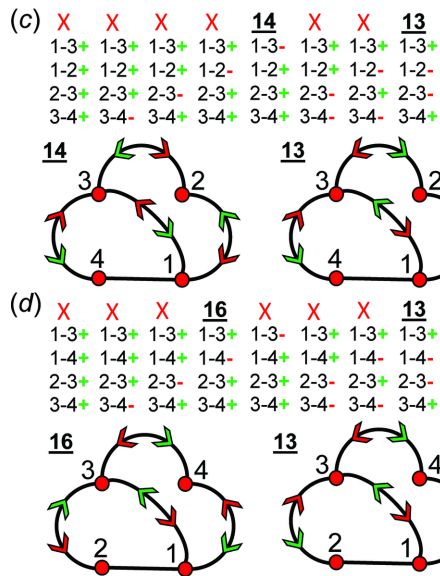 (c) X X X X 14 X X 13
1-3+ 1-3+ 1-3+ 1-3+ 1-3- 1-3+ 1-3+ 1-3+
1-2+ 1-2+ 1-2+ 1-2- 1-2+ 1-2+ 1-2- 1-2-
2-3+ 2-3+ 2-3- 2-3+ 2-3+ 2-3- 2-3+ 2-3-
3-4+ 3-4- 3-4+ 3-4+ 3-4+ 3-4- 3-4- 3-4+
14 13
3 2 3 2
4 1 4 1
(d) X X X 16 X X X 13
1-3+ 1-3+ 1-3+ 1-3+ 1-3- 1-3+ 1-3+ 1-3+
1-4+ 1-4+ 1-4+ 1-4- 1-4+ 1-4+ 1-4- 1-4-
2-3+ 2-3+ 2-3- 2-3+ 2-3+ 2-3- 2-3+ 2-3-
3-4+ 3-4- 3-4+ 3-4+ 3-4+ 3-4- 3-4- 3-4+
16 13
3 4 3 4
2 1 2 1